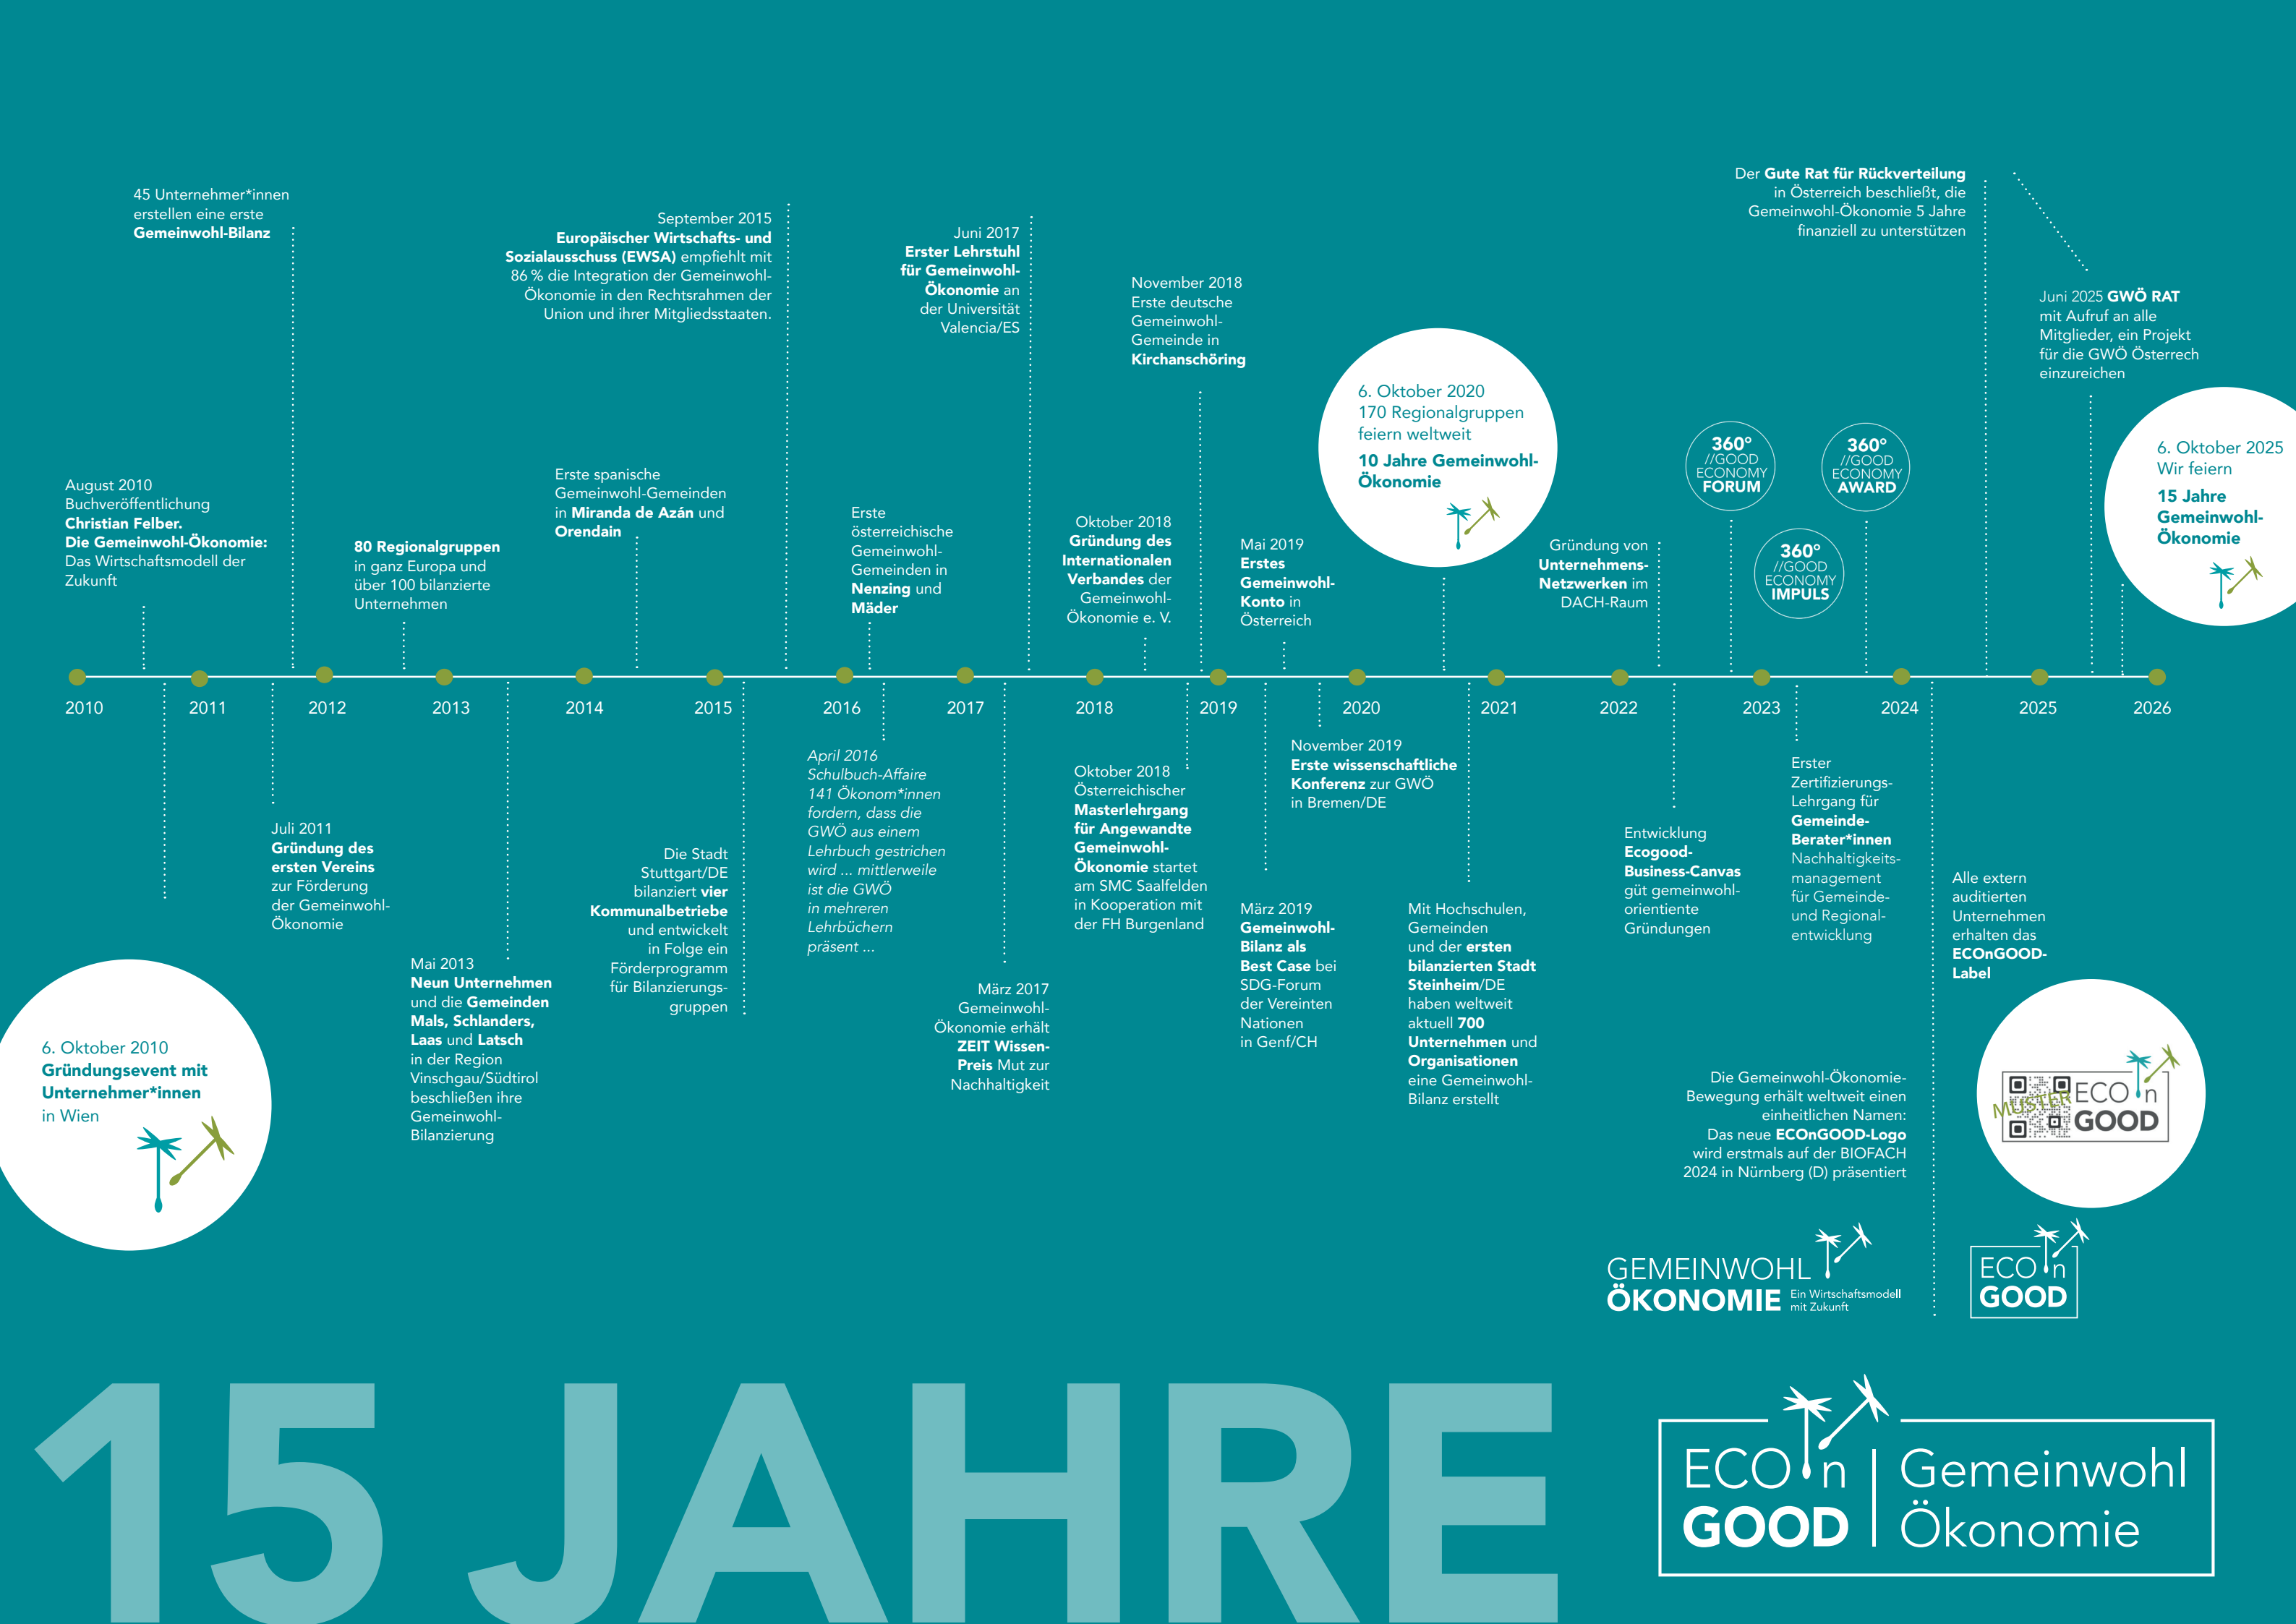 45 Unternehmer*innen
erstellen eine erste
Gemeinwohl-Bilanz
September 2015
Europäischer Wirtschafts- und
Sozialausschuss (EWSA) empfiehlt mit
86 % die Integration der Gemeinwohl-
Ökonomie in den Rechtsrahmen der
Union und ihrer Mitgliedsstaaten.
Juni 2017
Erster Lehrstuhl
für Gemeinwohl-
Ökonomie an
der Universität
Valencia/ES
November 2018
Erste deutsche
Gemeinwohl-
Gemeinde in
Kirchanschöring
Der Gute Rat für Rückverteilung
in Österreich beschließt, die
Gemeinwohl-Ökonomie 5 Jahre
finanziell zu unterstützen
Juni 2025 GWÖ RAT
mit Aufruf an alle
Mitglieder, ein Projekt
für die GWÖ Österrech
einzureichen
August 2010
Buchveröffentlichung
Christian Felber.
Die Gemeinwohl-Ökonomie:
Das Wirtschaftsmodell der
Zukunft
80 Regionalgruppen
in ganz Europa und
über 100 bilanzierte
Unternehmen
Erste spanische
Gemeinwohl-Gemeinden
in Miranda de Azán und
Orendain
Erste
österreichische
Gemeinwohl-
Gemeinden in
Nenzing und
Mäder
Oktober 2018
Gründung des
Internationalen
Verbandes der
Gemeinwohl-
Ökonomie e. V.
Mai 2019
Erstes
Gemeinwohl-
Konto in
Österreich
6. Oktober 2020
170 Regionalgruppen
feiern weltweit
10 Jahre Gemeinwohl-
Ökonomie
Gründung von
Unternehmens-
Netzwerken im
DACH-Raum
360°
//GOOD
ECONOMY
FORUM
360°
//GOOD
ECONOMY
IMPULS
360°
//GOOD
ECONOMY
AWARD
6. Oktober 2025
Wir feiern
15 Jahre
Gemeinwohl-
Ökonomie
2010
2011
2012
2013
2014
2015
2016
2017
2018
2019
2020
2021
2022
2023
2024
2025
2026
6. Oktober 2010
Gründungsevent mit
Unternehmer*innen
in Wien
Juli 2011
Gründung des
ersten Vereins
zur Förderung
der Gemeinwohl-
Ökonomie
Mai 2013
Neun Unternehmen
und die Gemeinden
Mals, Schlanders,
Laas und Latsch
in der Region
Vinschgau/Südtirol
beschließen ihre
Gemeinwohl-
Bilanzierung
Die Stadt
Stuttgart/DE
bilanziert vier
Kommunalbetriebe
und entwickelt
in Folge ein
Förderprogramm
für Bilanzierungs-
gruppen
April 2016
Schulbuch-Affaire
141 Ökonom*innen
fordern, dass die
GWÖ aus einem
Lehrbuch gestrichen
wird ... mittlerweile
ist die GWÖ
in mehreren
Lehrbüchern
präsent ...
März 2017
Gemeinwohl-
Ökonomie erhält
ZEIT Wissen-
Preis Mut zur
Nachhaltigkeit
Oktober 2018
Österreichischer
Masterlehrgang
für Angewandte
Gemeinwohl-
Ökonomie startet
am SMC Saalfelden
in Kooperation mit
der FH Burgenland
März 2019
Gemeinwohl-
Bilanz als
Best Case bei
SDG-Forum
der Vereinten
Nationen
in Genf/CH
November 2019
Erste wissenschaftliche
Konferenz zur GWÖ
in Bremen/DE
Mit Hochschulen,
Gemeinden
und der ersten
bilanzierten Stadt
Steinheim/DE
haben weltweit
aktuell 700
Unternehmen und
Organisationen
eine Gemeinwohl-
Bilanz erstellt
Entwicklung
Ecogood-
Business-Canvas
güt gemeinwohl-
orientiente
Gründungen
Erster
Zertifizierungs-
Lehrgang für
Gemeinde-
Berater*innen
Nachhaltigkeits-
management
für Gemeinde-
und Regional-
entwicklung
Alle extern
auditierten
Unternehmen
erhalten das
ECOnGOOD-
Label
MUSTER
ECOn
GOOD
Die Gemeinwohl-Ökonomie-
Bewegung erhält weltweit einen
einheitlichen Namen:
Das neue ECOnGOOD-Logo
wird erstmals auf der BIOFACH
2024 in Nürnberg (D) präsentiert
GEMEINWOHL
ÖKONOMIE
Ein Wirtschaftsmodell
mit Zukunft
ECOn
GOOD
15 JAHRE
ECOn
GOOD
Gemeinwohl
Ökonomie